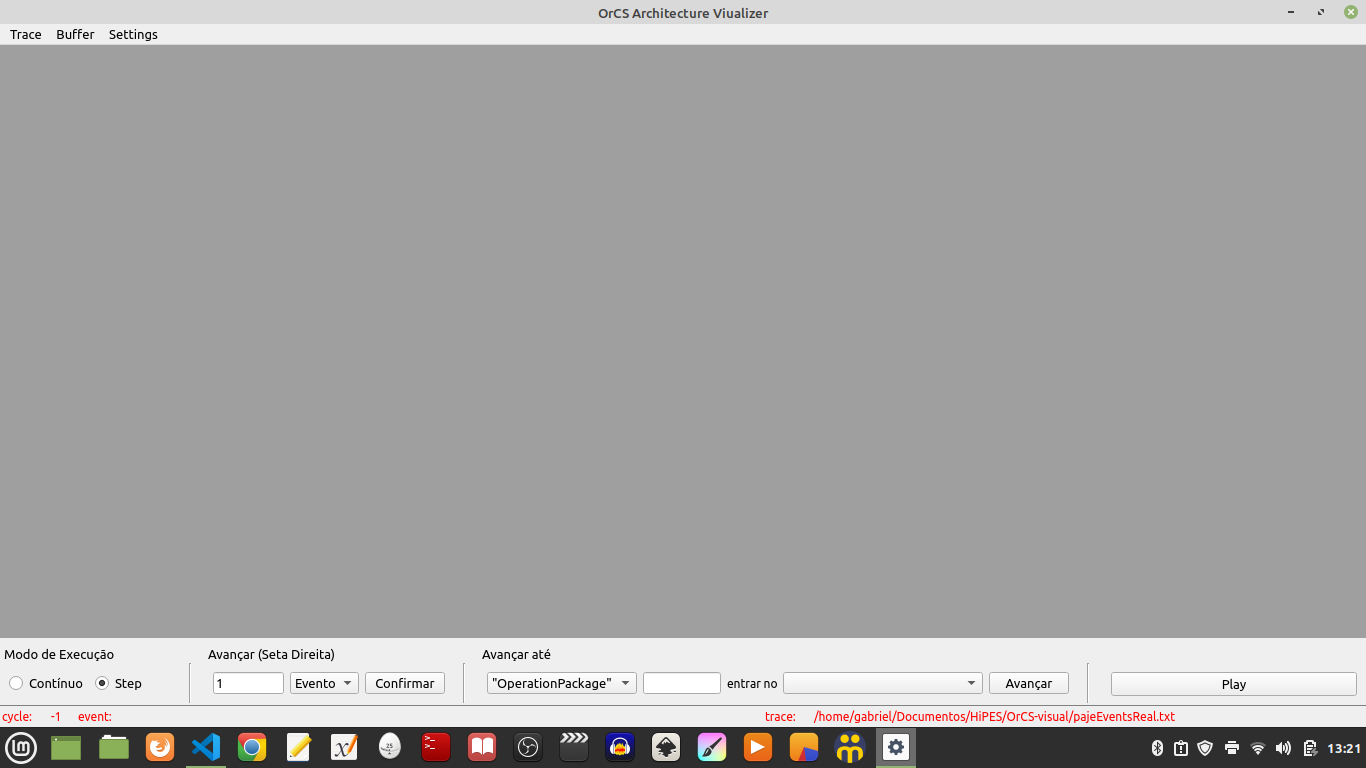 OrCS Architecture Viualizer
Trace Buffer Settings
Modo de Execução Avançar (Seta Direita) Avançar até
Contínuo Step 1 Evento Confirmar "OperationPackage" entrar no Avançar Play
cycle: -1 event: trace: /home/gabriel/Documentos/HiPES/OrCS-visual/pajeEventsReal.txt
13:21